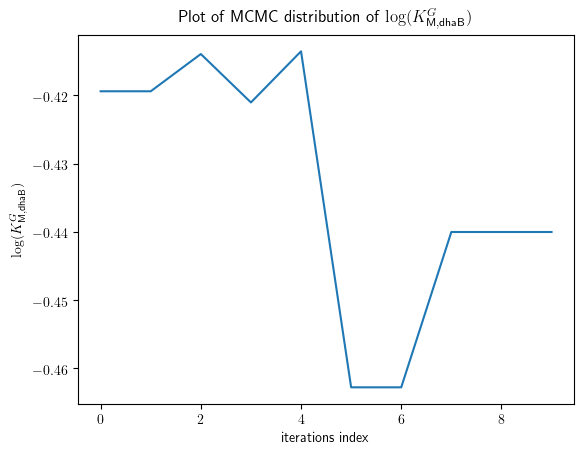 Plot of MCMC distribution of log(K^G_{M,dhaB})
log(K^G_{M,dhaB})
−0.42
−0.43
−0.44
−0.45
−0.46
0 2 4 6 8
iterations index